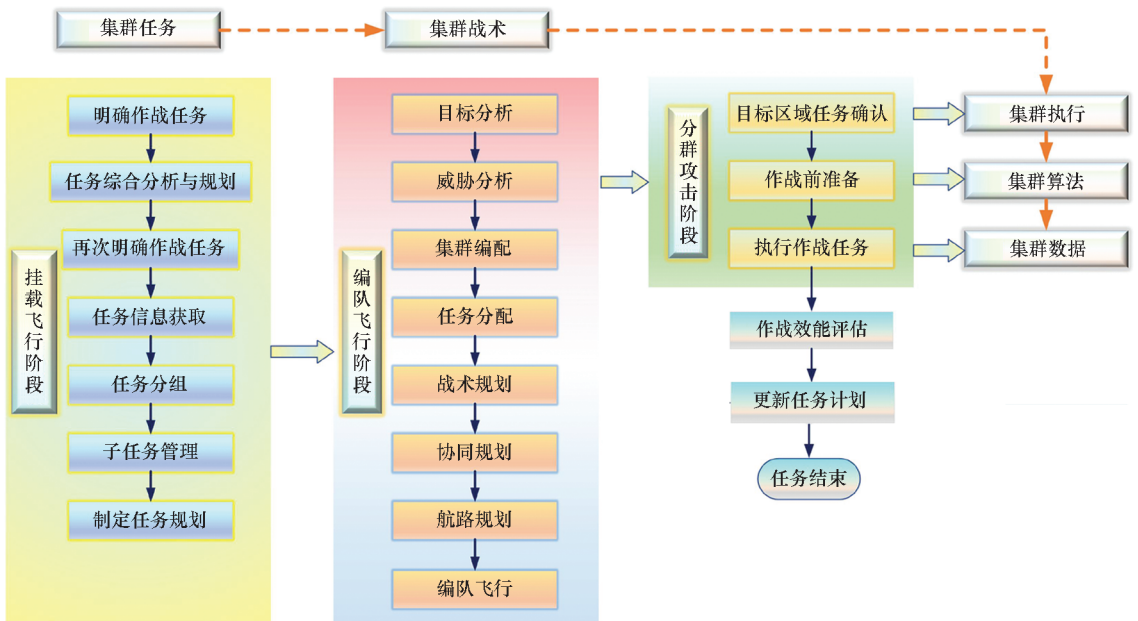 集群任务
集群战术
挂载飞行阶段
明确作战任务
任务综合分析与规划
再次明确作战任务
任务信息获取
任务分组
子任务管理
制定任务规划
编队飞行阶段
目标分析
威胁分析
集群编配
任务分配
战术规划
协同规划
航路规划
编队飞行
分群攻击阶段
目标区域任务确认
作战前准备
执行作战任务
作战效能评估
更新任务计划
任务结束
集群执行
集群算法
集群数据